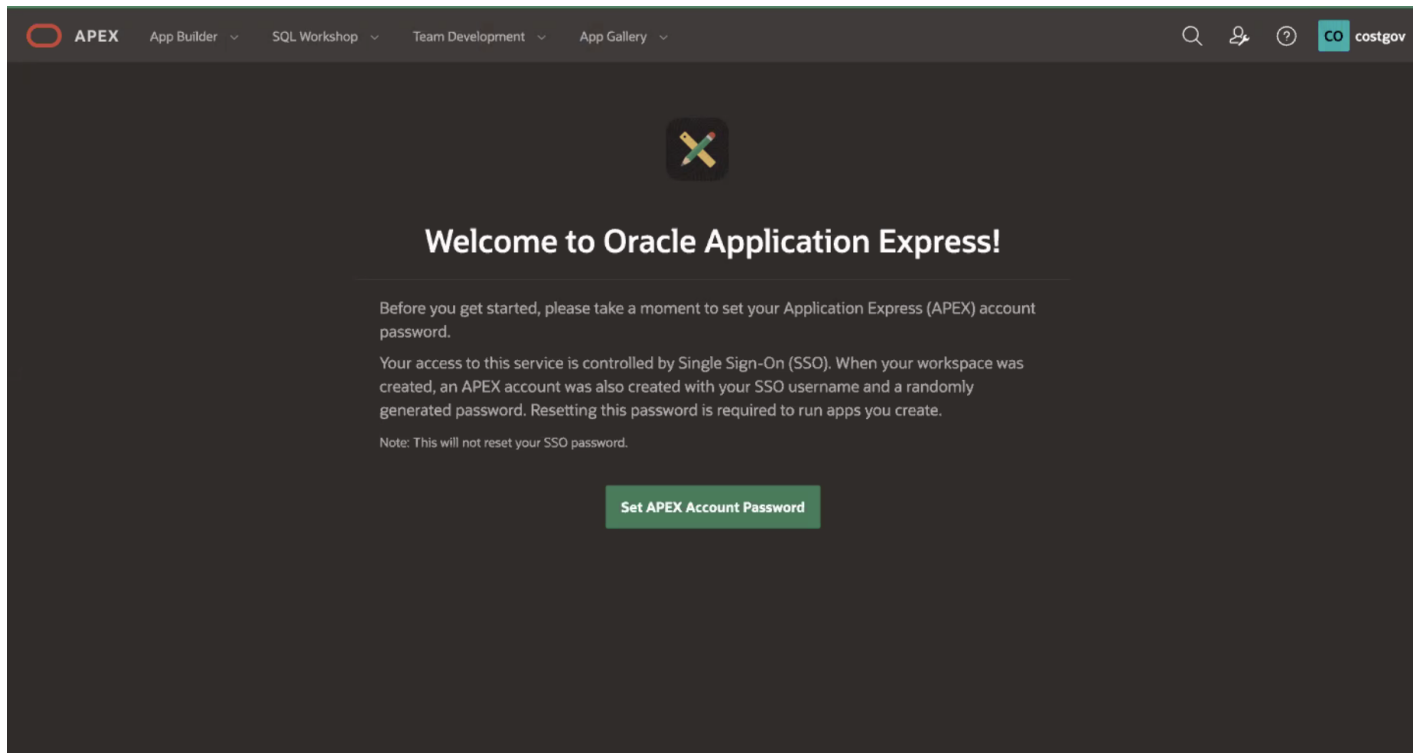 APEX App Builder SQL Workshop Team Development App Gallery CO costgov
Welcome to Oracle Application Express!
Before you get started, please take a moment to set your Application Express (APEX) account
password.
Your access to this service is controlled by Single Sign-On (SSO). When your workspace was
created, an APEX account was also created with your SSO username and a randomly
generated password. Resetting this password is required to run apps you create.
Note: This will not reset your SSO password.
Set APEX Account Password